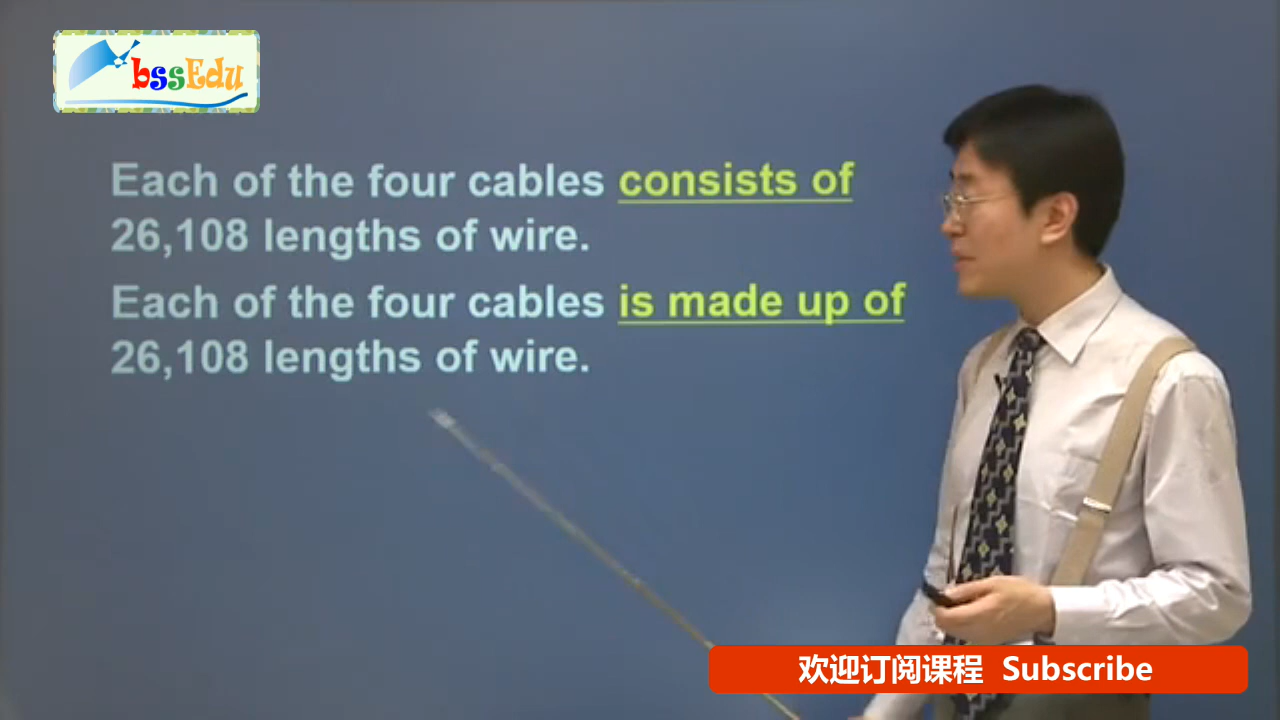 bssEdu
Each of the four cables consists of
26,108 lengths of wire.
Each of the four cables is made up of
26,108 lengths of wire.
欢迎订阅课程 Subscribe